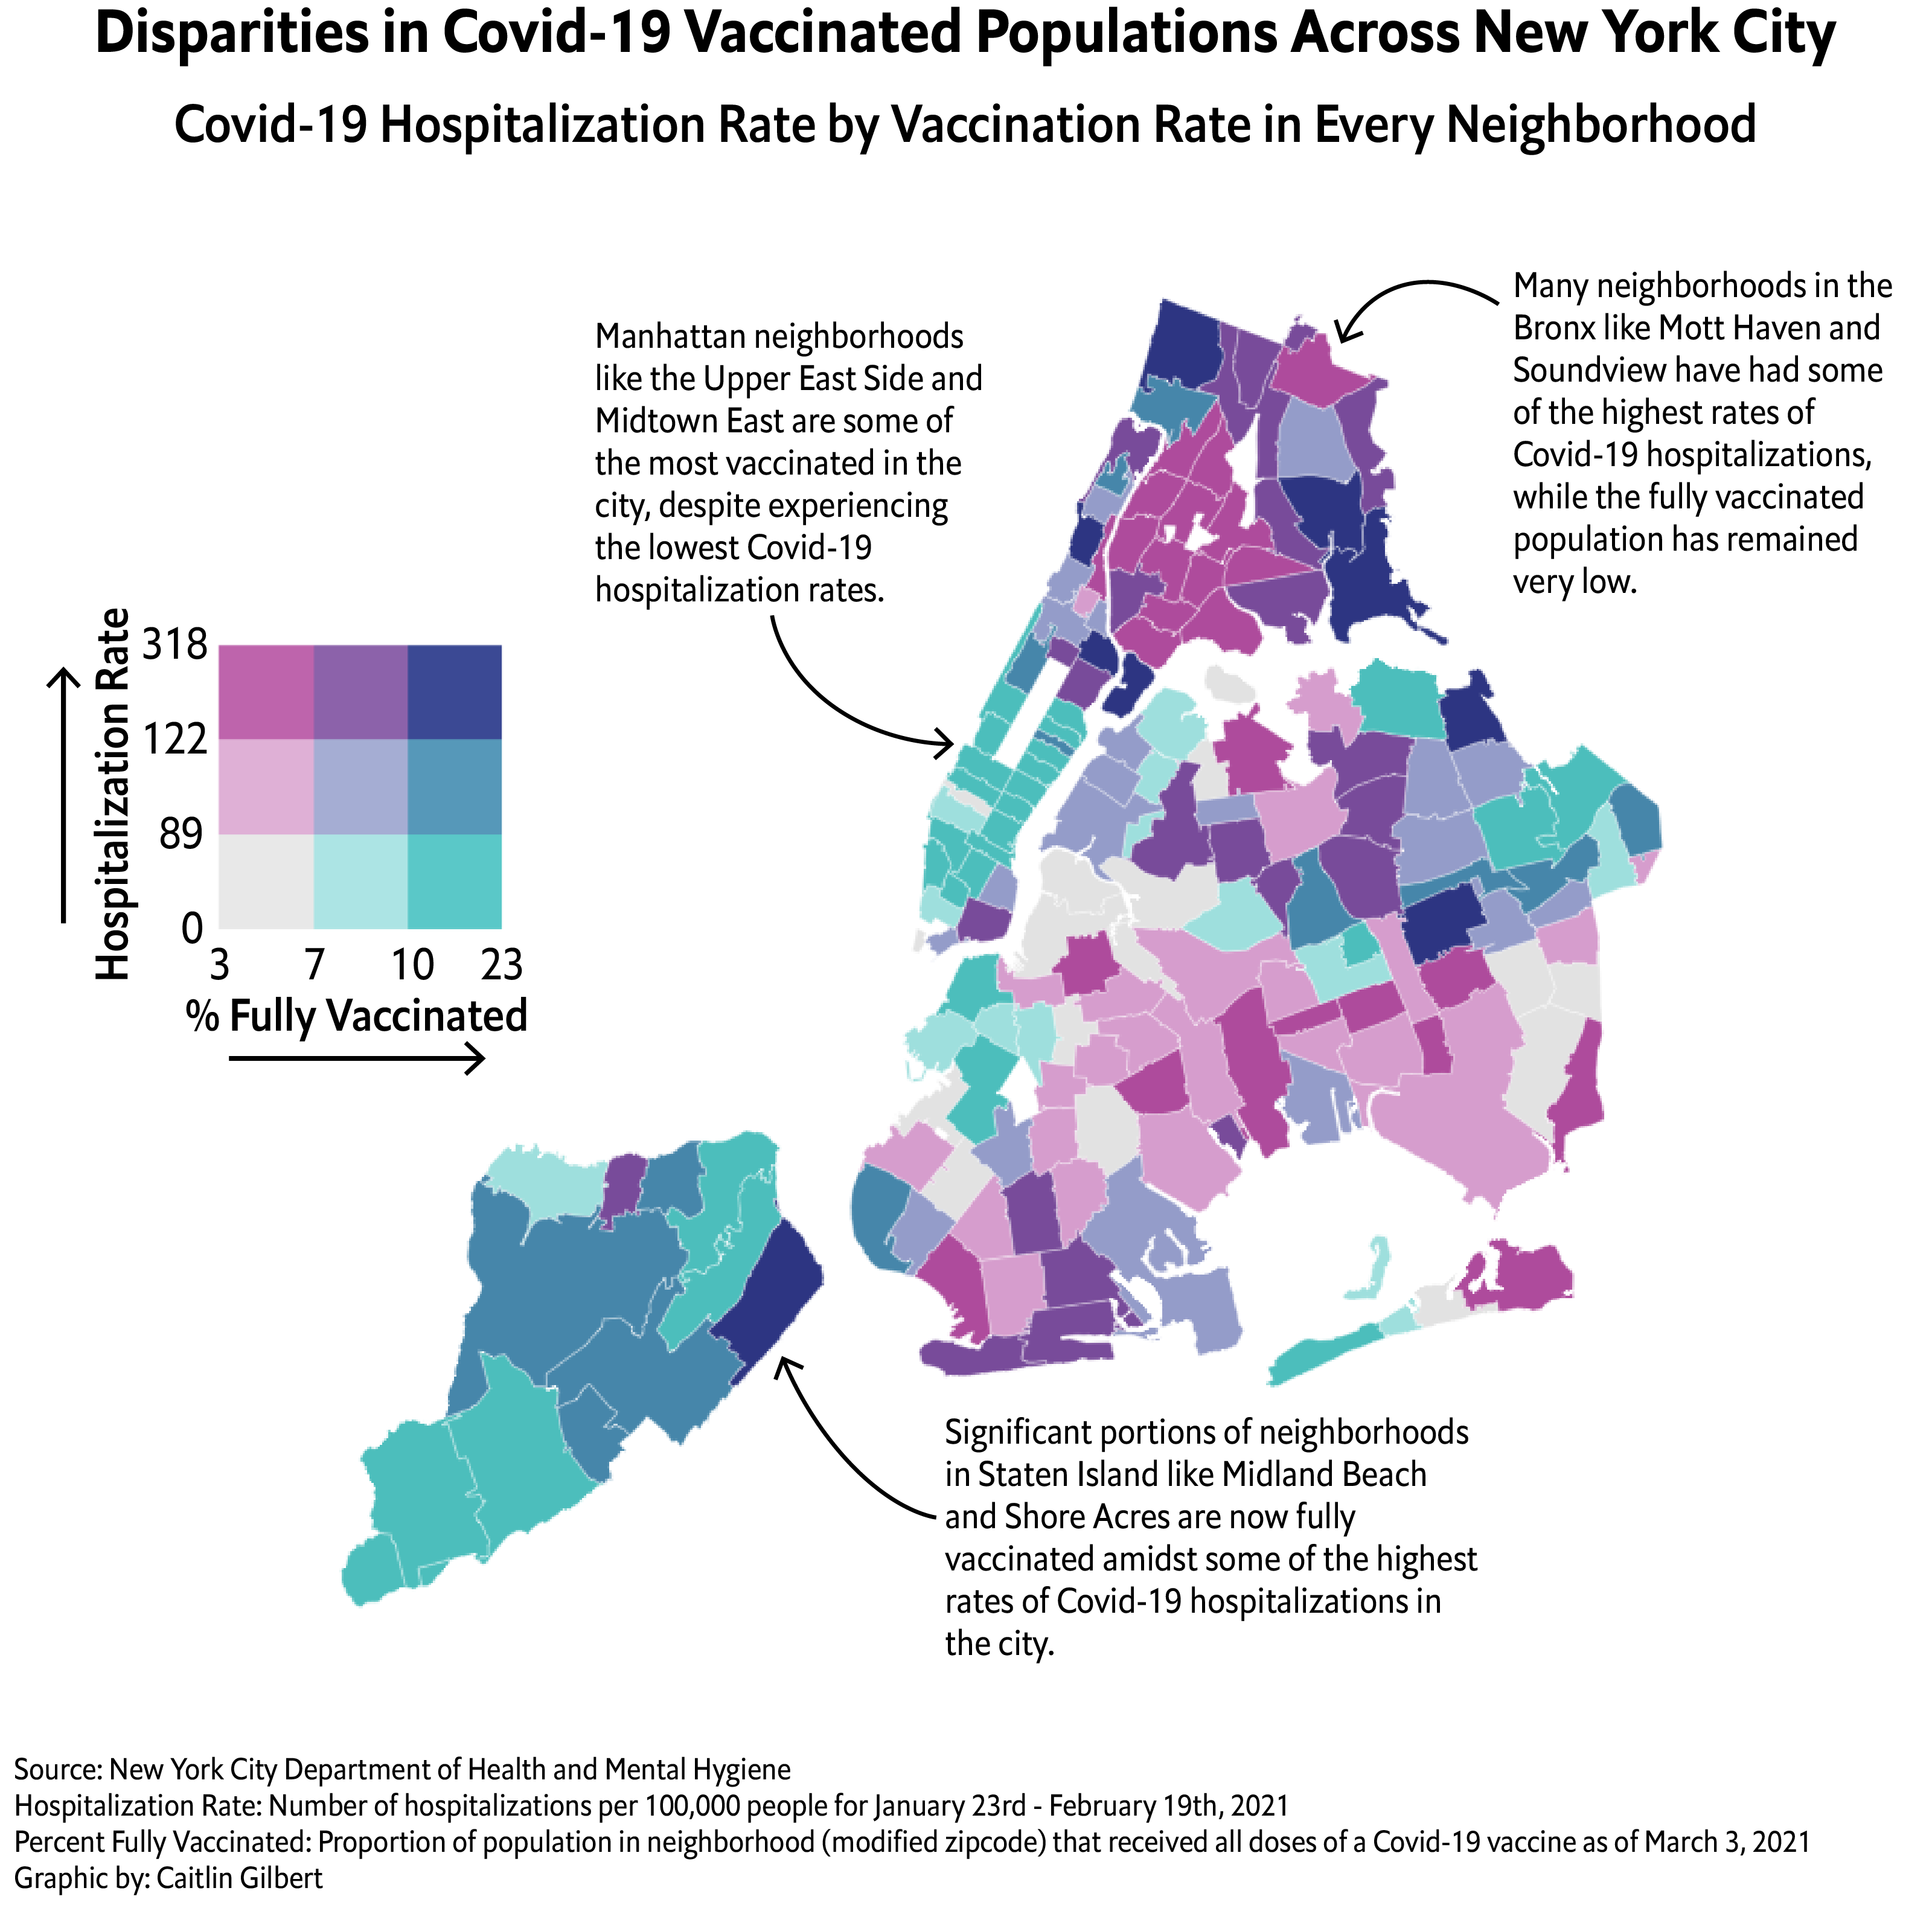 Disparities in Covid-19 Vaccinated Populations Across New York City
Covid-19 Hospitalization Rate by Vaccination Rate in Every Neighborhood
Manhattan neighborhoods
like the Upper East Side and
Midtown East are some of
the most vaccinated in the
city, despite experiencing
the lowest Covid-19
hospitalization rates.
Many neighborhoods in the
Bronx like Mott Haven and
Soundview have had some
of the highest rates of
Covid-19 hospitalizations,
while the fully vaccinated
population has remained
very low.
Hospitalization Rate
318
122
89
0
3 7 10 23
% Fully Vaccinated
Significant portions of neighborhoods
in Staten Island like Midland Beach
and Shore Acres are now fully
vaccinated amidst some of the highest
rates of Covid-19 hospitalizations in
the city.
Source: New York City Department of Health and Mental Hygiene
Hospitalization Rate: Number of hospitalizations per 100,000 people for January 23rd - February 19th, 2021
Percent Fully Vaccinated: Proportion of population in neighborhood (modified zipcode) that received all doses of a Covid-19 vaccine as of March 3, 2021
Graphic by: Caitlin Gilbert